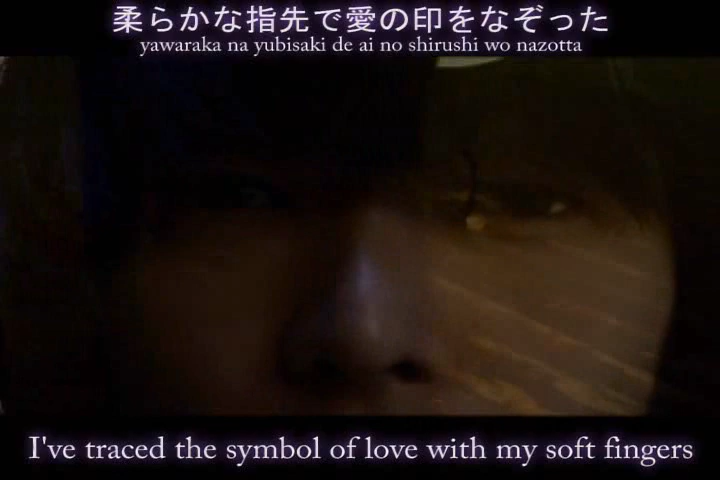 柔らかな指先で愛の印をなぞった
yawaraka na yubisaki de ai no shirushi wo nazotta
I've traced the symbol of love with my soft fingers